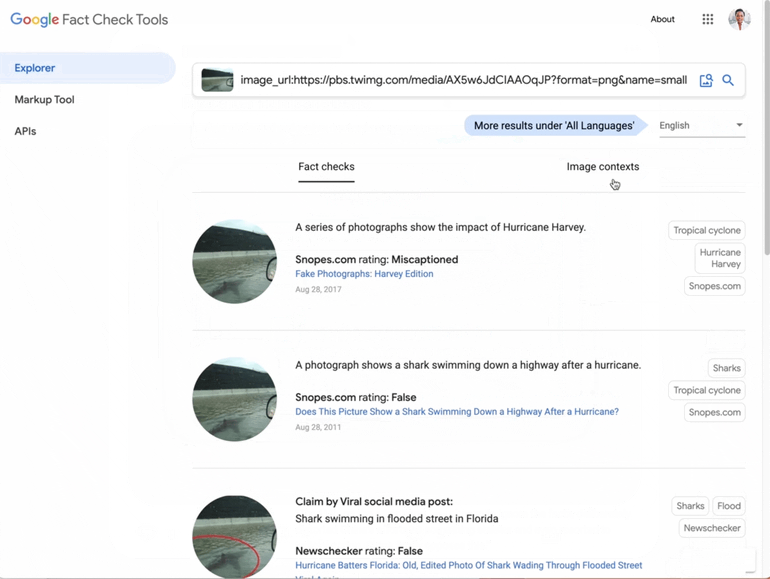 Google Fact Check Tools
About
Explorer
Markup Tool
APIs
image_url:https://pbs.twimg.com/media/AX5w6JdCIAAOqJP?format=png&name=small
More results under 'All Languages'
English
Fact checks
Image contexts
A series of photographs show the impact of Hurricane Harvey.
Snopes.com rating: Miscaptioned
Fake Photographs: Harvey Edition
Aug 28, 2017
Tropical cyclone
Hurricane
Harvey
Snopes.com
A photograph shows a shark swimming down a highway after a hurricane.
Snopes.com rating: False
Does This Picture Show a Shark Swimming Down a Highway After a Hurricane?
Aug 28, 2011
Sharks
Tropical cyclone
Snopes.com
Claim by Viral social media post:
Shark swimming in flooded street in Florida
Newschecker rating: False
Hurricane Batters Florida: Old, Edited Photo Of Shark Wading Through Flooded Street
Viral Again
Sharks
Flood
Newschecker